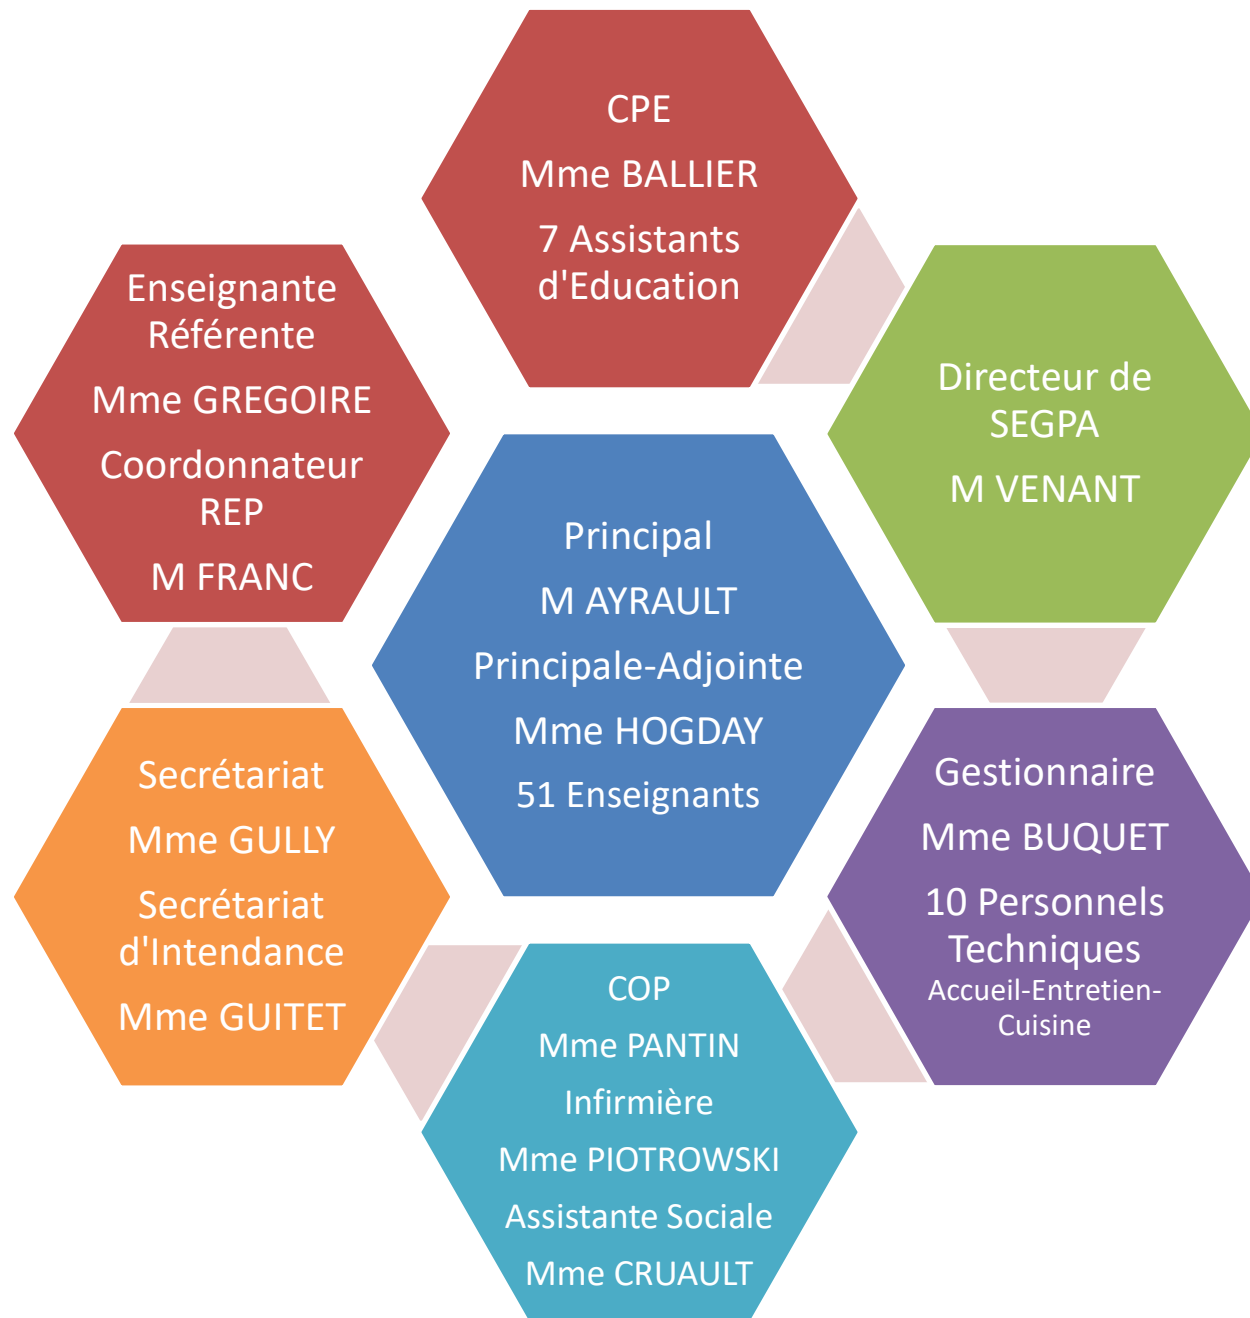 CPE
Mme BALLIER
7 Assistants
d'Education
Directeur de
SEGPA
M VENANT
Gestionnaire
Mme BUQUET
10 Personnels
Techniques
Accueil-Entretien-
Cuisine
COP
Mme PANTIN
Infirmière
Mme PIOTROWSKI
Assistante Sociale
Mme CRUAULT
Secrétariat
Mme GULLY
Secrétariat
d'Intendance
Mme GUITET
Enseignante
Référente
Mme GREGOIRE
Coordonnateur
REP
M FRANC
Principal
M AYRAULT
Principale-Adjointe
Mme HOGDAY
51 Enseignants